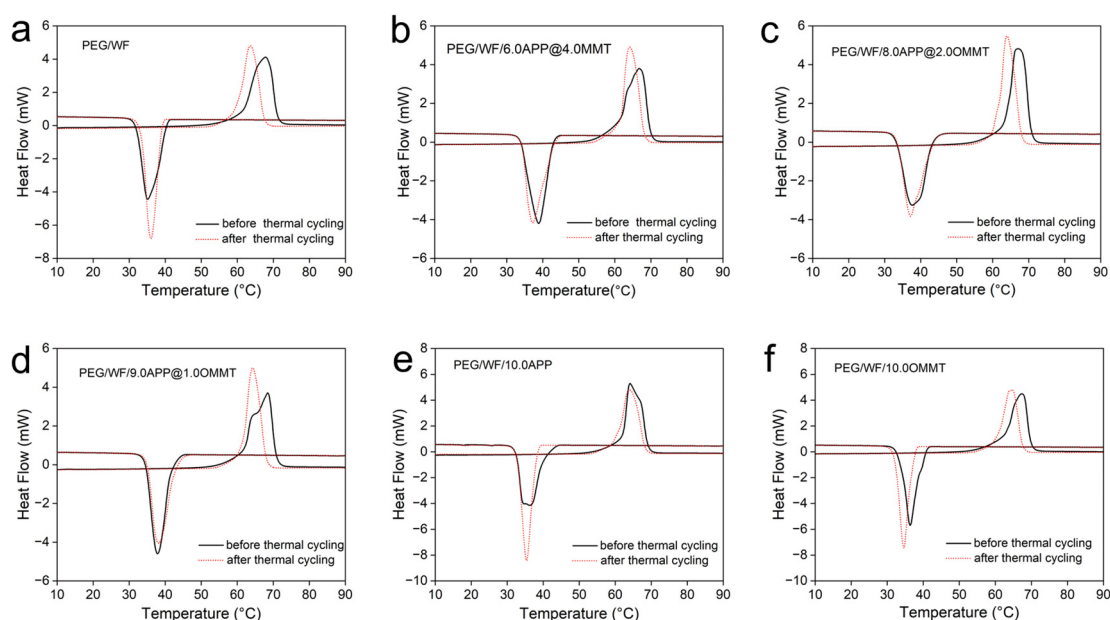 a
PEG/WF
Heat Flow (mW)
6
4
2
0
−2
−4
−6
−8
before thermal cycling
after thermal cycling
10 20 30 40 50 60 70 80 90
Temperature (°C)
b
PEG/WF/6.0APP@4.0MMT
Heat Flow (mW)
6
4
2
0
−2
−4
−6
before thermal cycling
after thermal cycling
10 20 30 40 50 60 70 80 90
Temperature(°C)
c
PEG/WF/8.0APP@2.0OMMT
Heat Flow (mW)
6
4
2
0
−2
−4
−6
before thermal cycling
after thermal cycling
10 20 30 40 50 60 70 80 90
Temperature (°C)
d
PEG/WF/9.0APP@1.0OMMT
Heat Flow (mW)
6
4
2
0
−2
−4
−6
before thermal cycling
after thermal cycling
10 20 30 40 50 60 70 80 90
Temperature (°C)
e
PEG/WF/10.0APP
Heat Flow (mW)
8
6
4
2
0
−2
−4
−6
−8
−10
before thermal cycling
after thermal cycling
10 20 30 40 50 60 70 80 90
Temperature (°C)
f
PEG/WF/10.0OMMT
Heat Flow (mW)
8
6
4
2
0
−2
−4
−6
−8
−10
before thermal cycling
after thermal cycling
10 20 30 40 50 60 70 80 90
Temperature (°C)